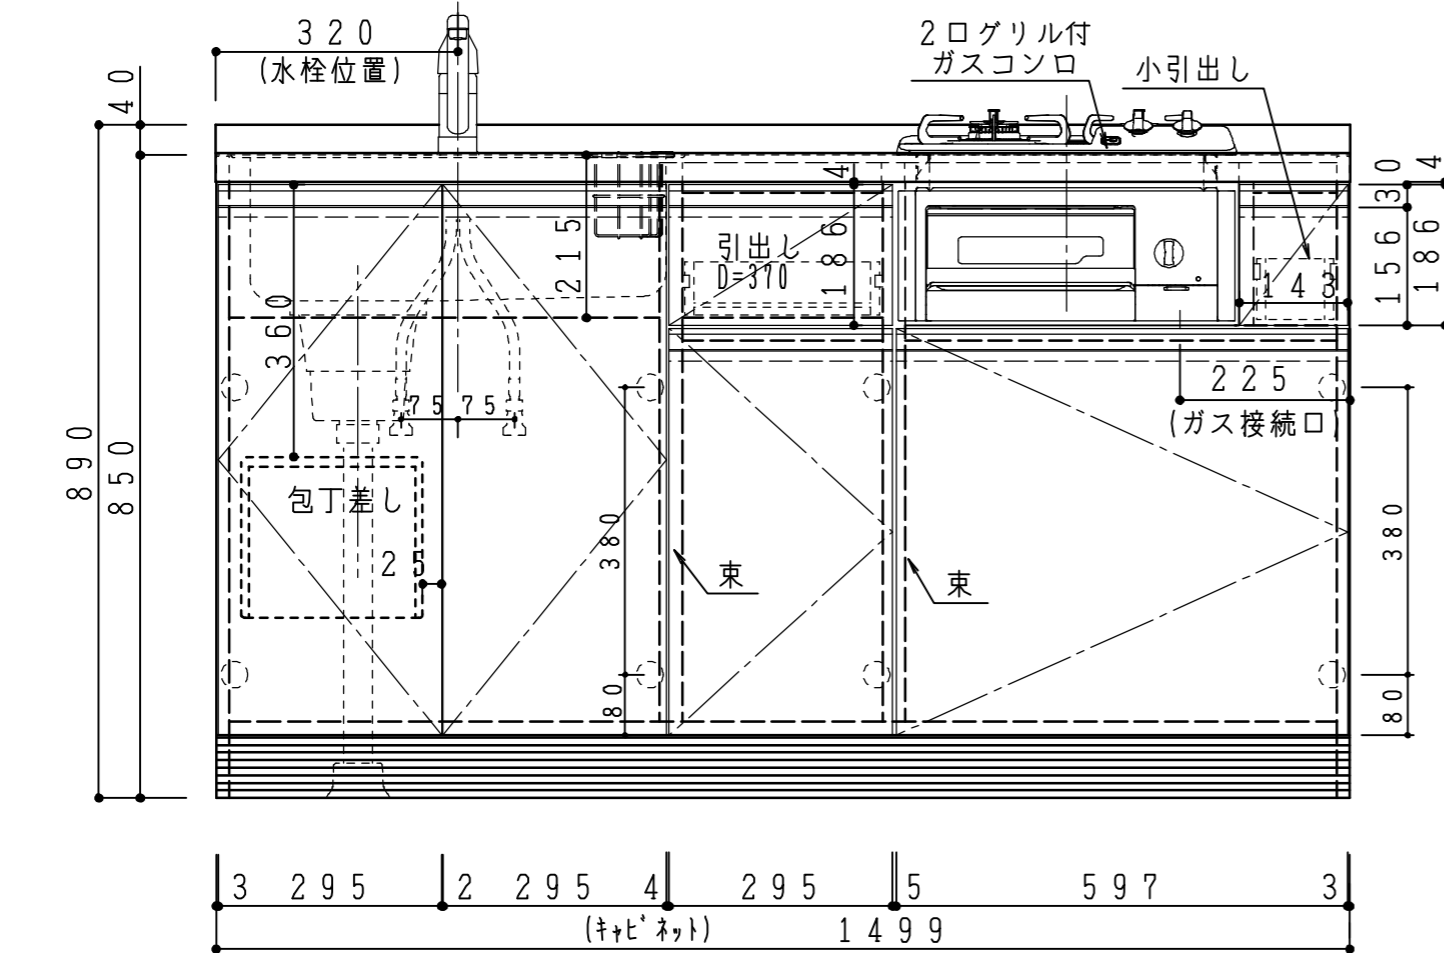 320
(水栓位置)
2口グリル付
ガスコンロ
小引出し
40
890
850
360
215
引出し
D=370
4
186
30
4
156
186
143
225
(ガス接続口)
75
75
包丁差し
25
380
80
束
束
380
80
3
295
2
295
4
295
5
597
3
(キャビネット)
1499